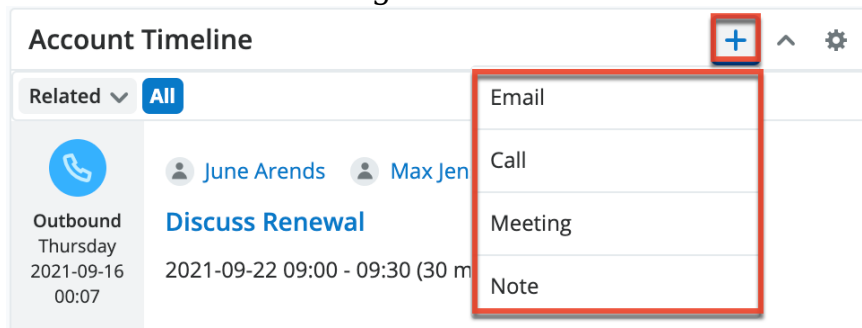 Account Timeline
Related All
Email
Call
Meeting
Note
June Arends Max Jen
Outbound
Thursday
2021-09-16
00:07
Discuss Renewal
2021-09-22 09:00 - 09:30 (30 m